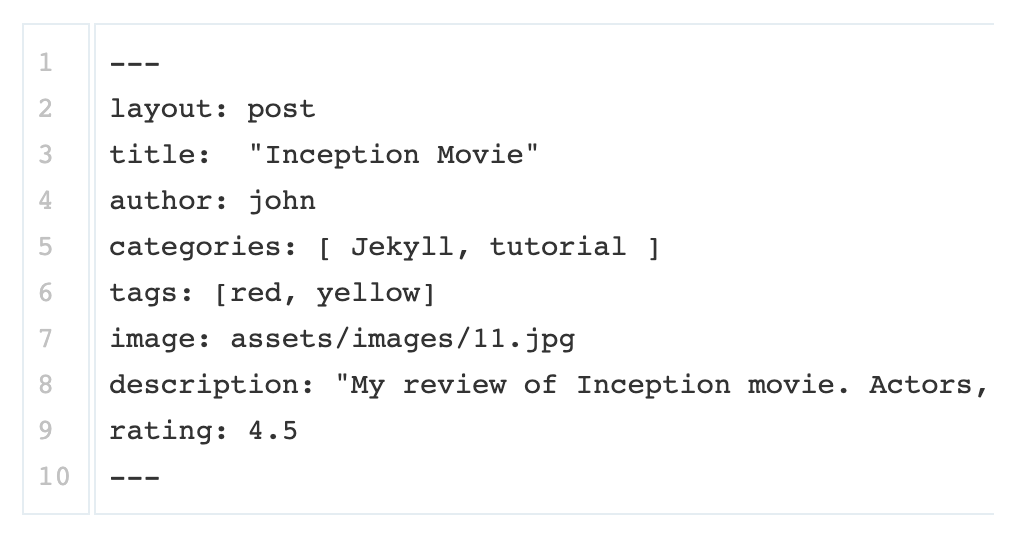 1 ---
2 layout: post
3 title:  "Inception Movie"
4 author: john
5 categories: [ Jekyll, tutorial ]
6 tags: [red, yellow]
7 image: assets/images/11.jpg
8 description: "My review of Inception movie. Actors,
9 rating: 4.5
10 ---